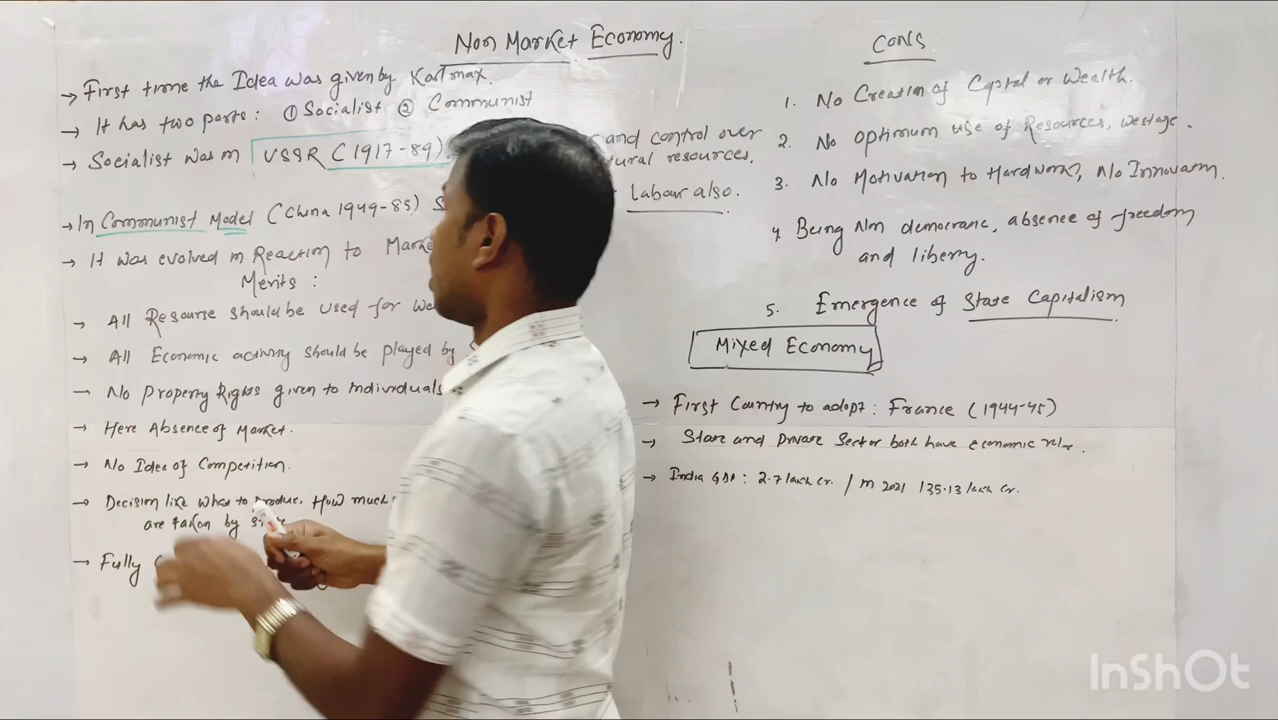 Non Market Economy.
→ First time the Idea was given by Karl max.
→ It has two parts: ① Socialist ② Communist
→ Socialist was in USSR (1917-89) and control over
natural resources.
→ In Communist Model (China 1949-85) Labour also.
→ It was evolved in Reaction to Market
Merits:
→ All Resourse should be used for
→ All Economic activity should be played by
→ No Property Rights given to individuals
→ Here Absence of Market.
→ No Idea of Competition.
→ Decision like what to produce. How much
are taken by
→ Fully
CONS
1. No Creation of Capital or Wealth.
2. No optimum use of Resources, westage.
3. No Motivation to Hardwork, No Innovation.
4. Being Non democratic, absence of freedom
and liberty.
5. Emergence of State Capitalism
Mixed Economy
→ First Country to adopt: France (1944-45)
→ State and Private Sector both have economic role.
→ India GDP: 2.7 lakh Cr. / in 2021 135.13 lakh Cr.
InShOt